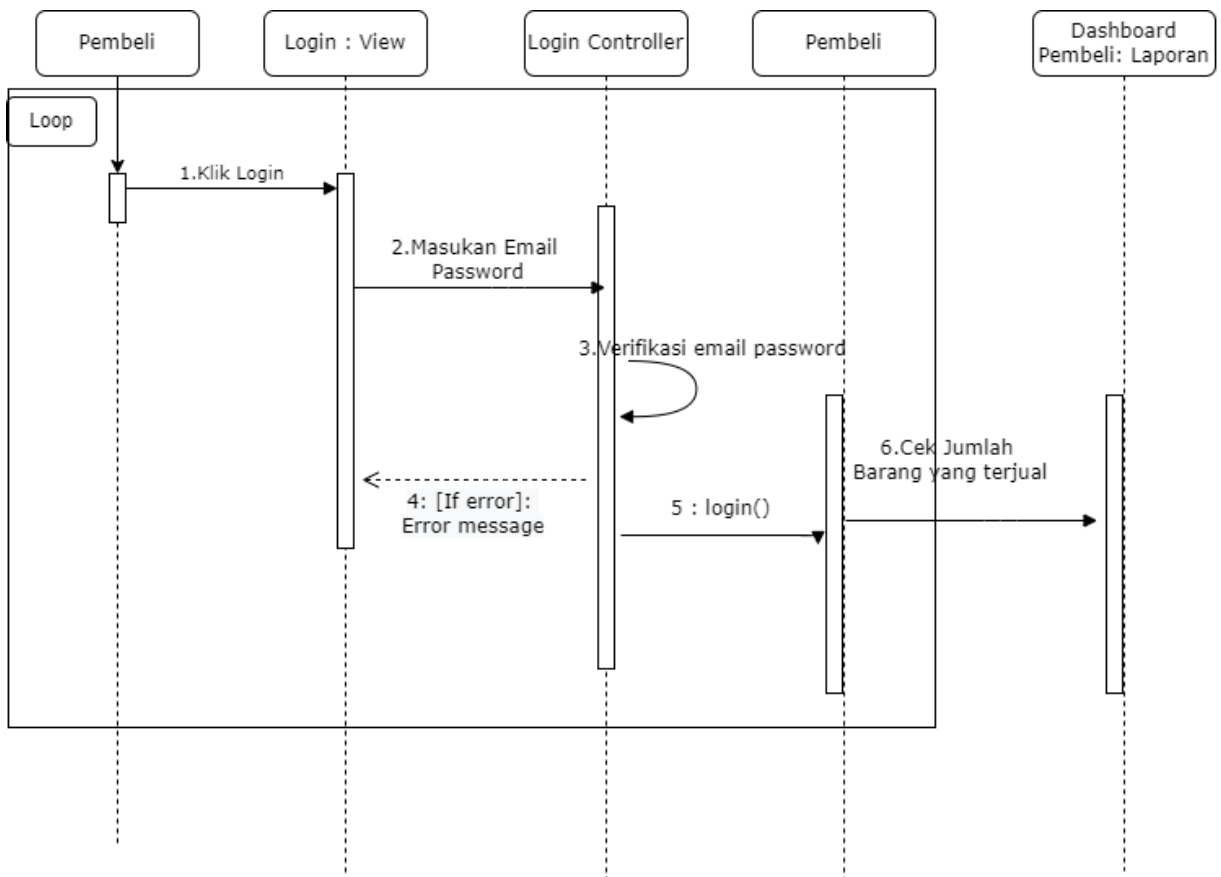 Pembeli
Login : View
Login Controller
Pembeli
Dashboard
Pembeli: Laporan
Loop
1.Klik Login
2.Masukan Email
Password
3.Verifikasi email password
6.Cek Jumlah
Barang yang terjual
4: [If error]:
Error message
5 : login()